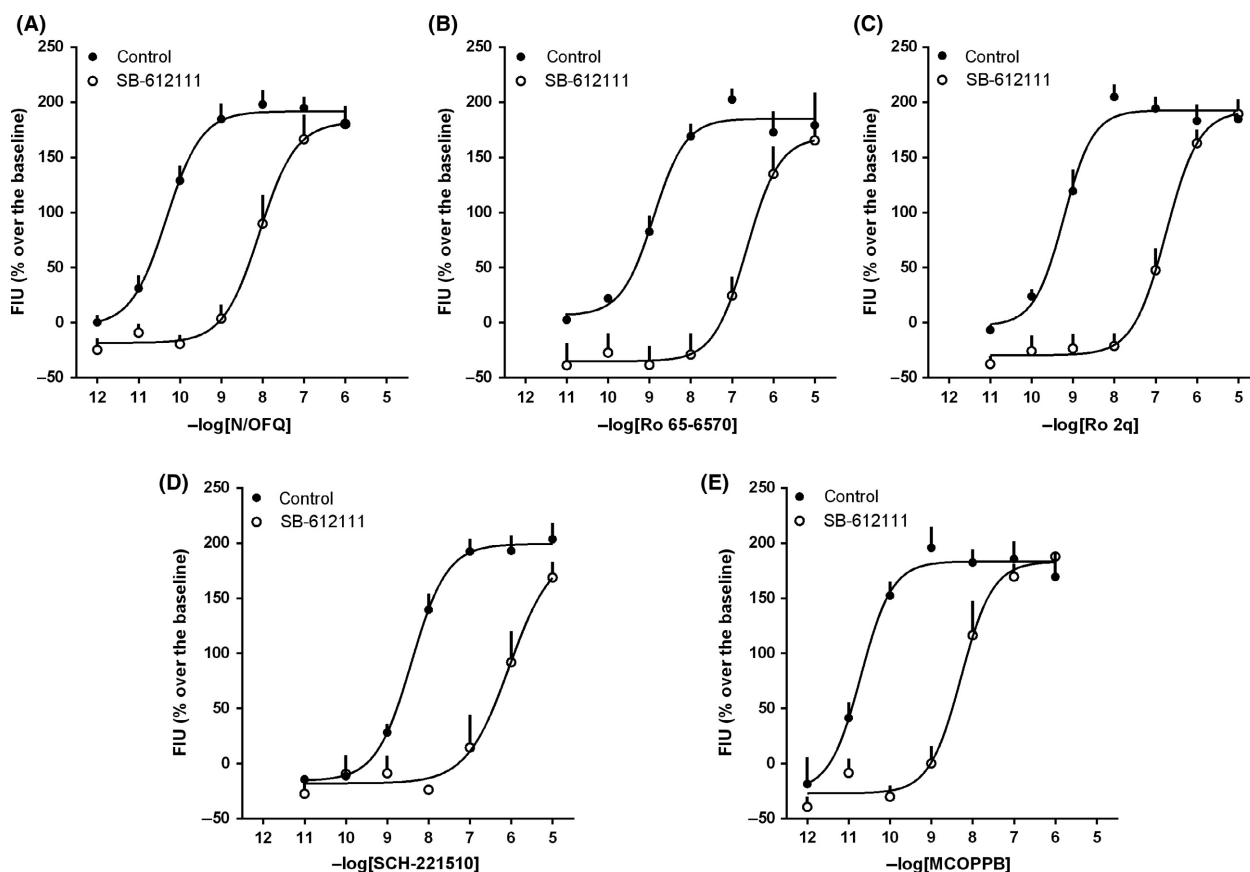 (A)
Control
SB-612111
FIU (% over the baseline)
250
200
150
100
50
0
–50
12 11 10 9 8 7 6 5
–log[N/OFQ]
(B)
Control
SB-612111
FIU (% over the baseline)
250
200
150
100
50
0
–50
12 11 10 9 8 7 6 5
–log[Ro 65-6570]
(C)
Control
SB-612111
FIU (% over the baseline)
250
200
150
100
50
0
–50
12 11 10 9 8 7 6 5
–log[Ro 2q]
(D)
Control
SB-612111
FIU (% over the baseline)
250
200
150
100
50
0
–50
12 11 10 9 8 7 6 5
–log[SCH-221510]
(E)
Control
SB-612111
FIU (% over the baseline)
250
200
150
100
50
0
–50
12 11 10 9 8 7 6 5
–log[MCOPPB]